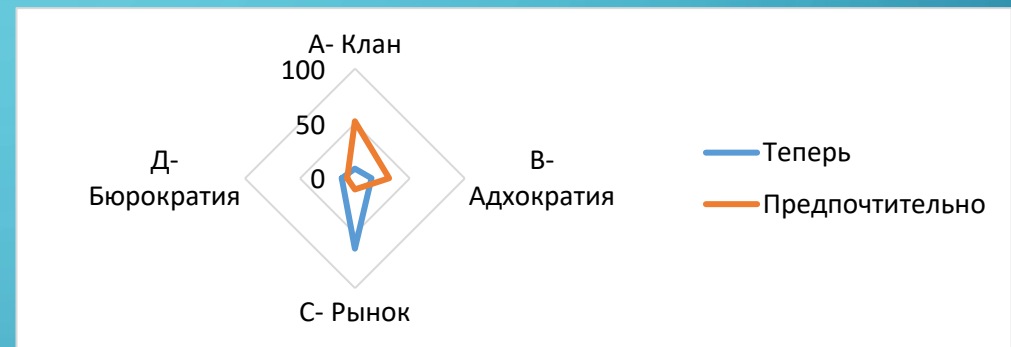 А- Клан
100
50
0
Д-
Бюрократия
В-
Адхократия
С- Рынок
Теперь
Предпочтительно